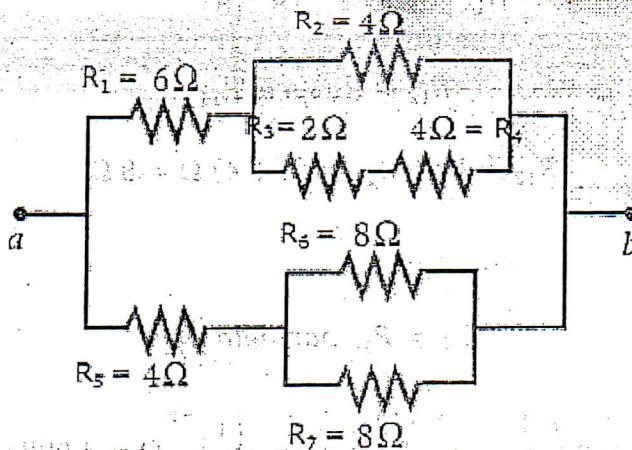 R₂ = 4Ω
R₁ = 6Ω
R₃ = 2Ω
4Ω = R₄
a
b
R₆ = 8Ω
R₅ = 4Ω
R₇ = 8Ω